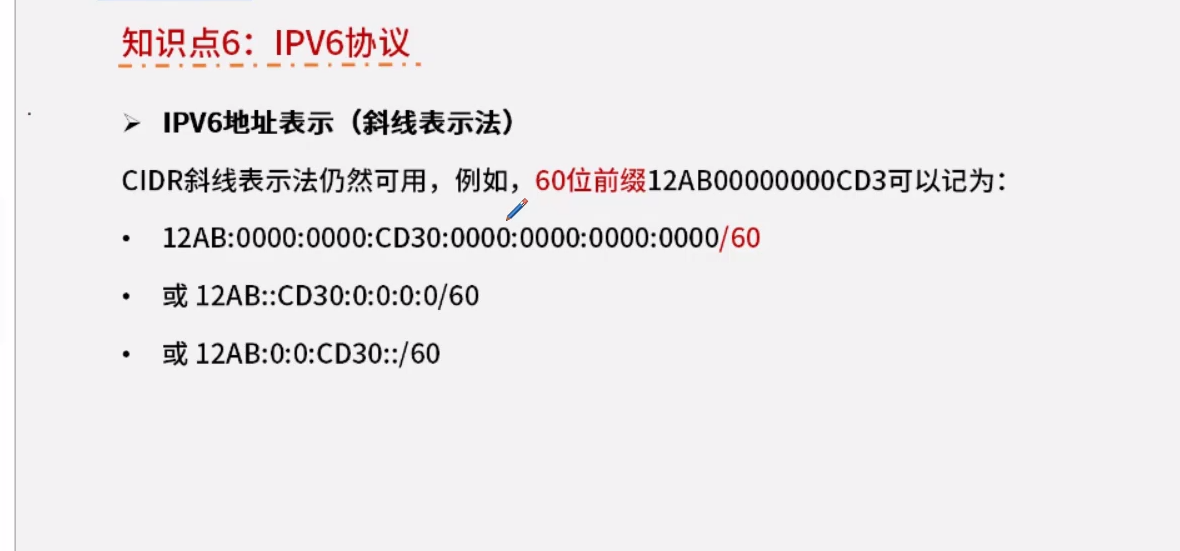 知识点6：IPV6协议
➢ IPV6地址表示（斜线表示法）
CIDR斜线表示法仍然可用，例如，60位前缀12AB00000000CD3可以记为：
• 12AB:0000:0000:CD30:0000:0000:0000:0000/60
• 或 12AB::CD30:0:0:0:0/60
• 或 12AB:0:0:CD30::/60